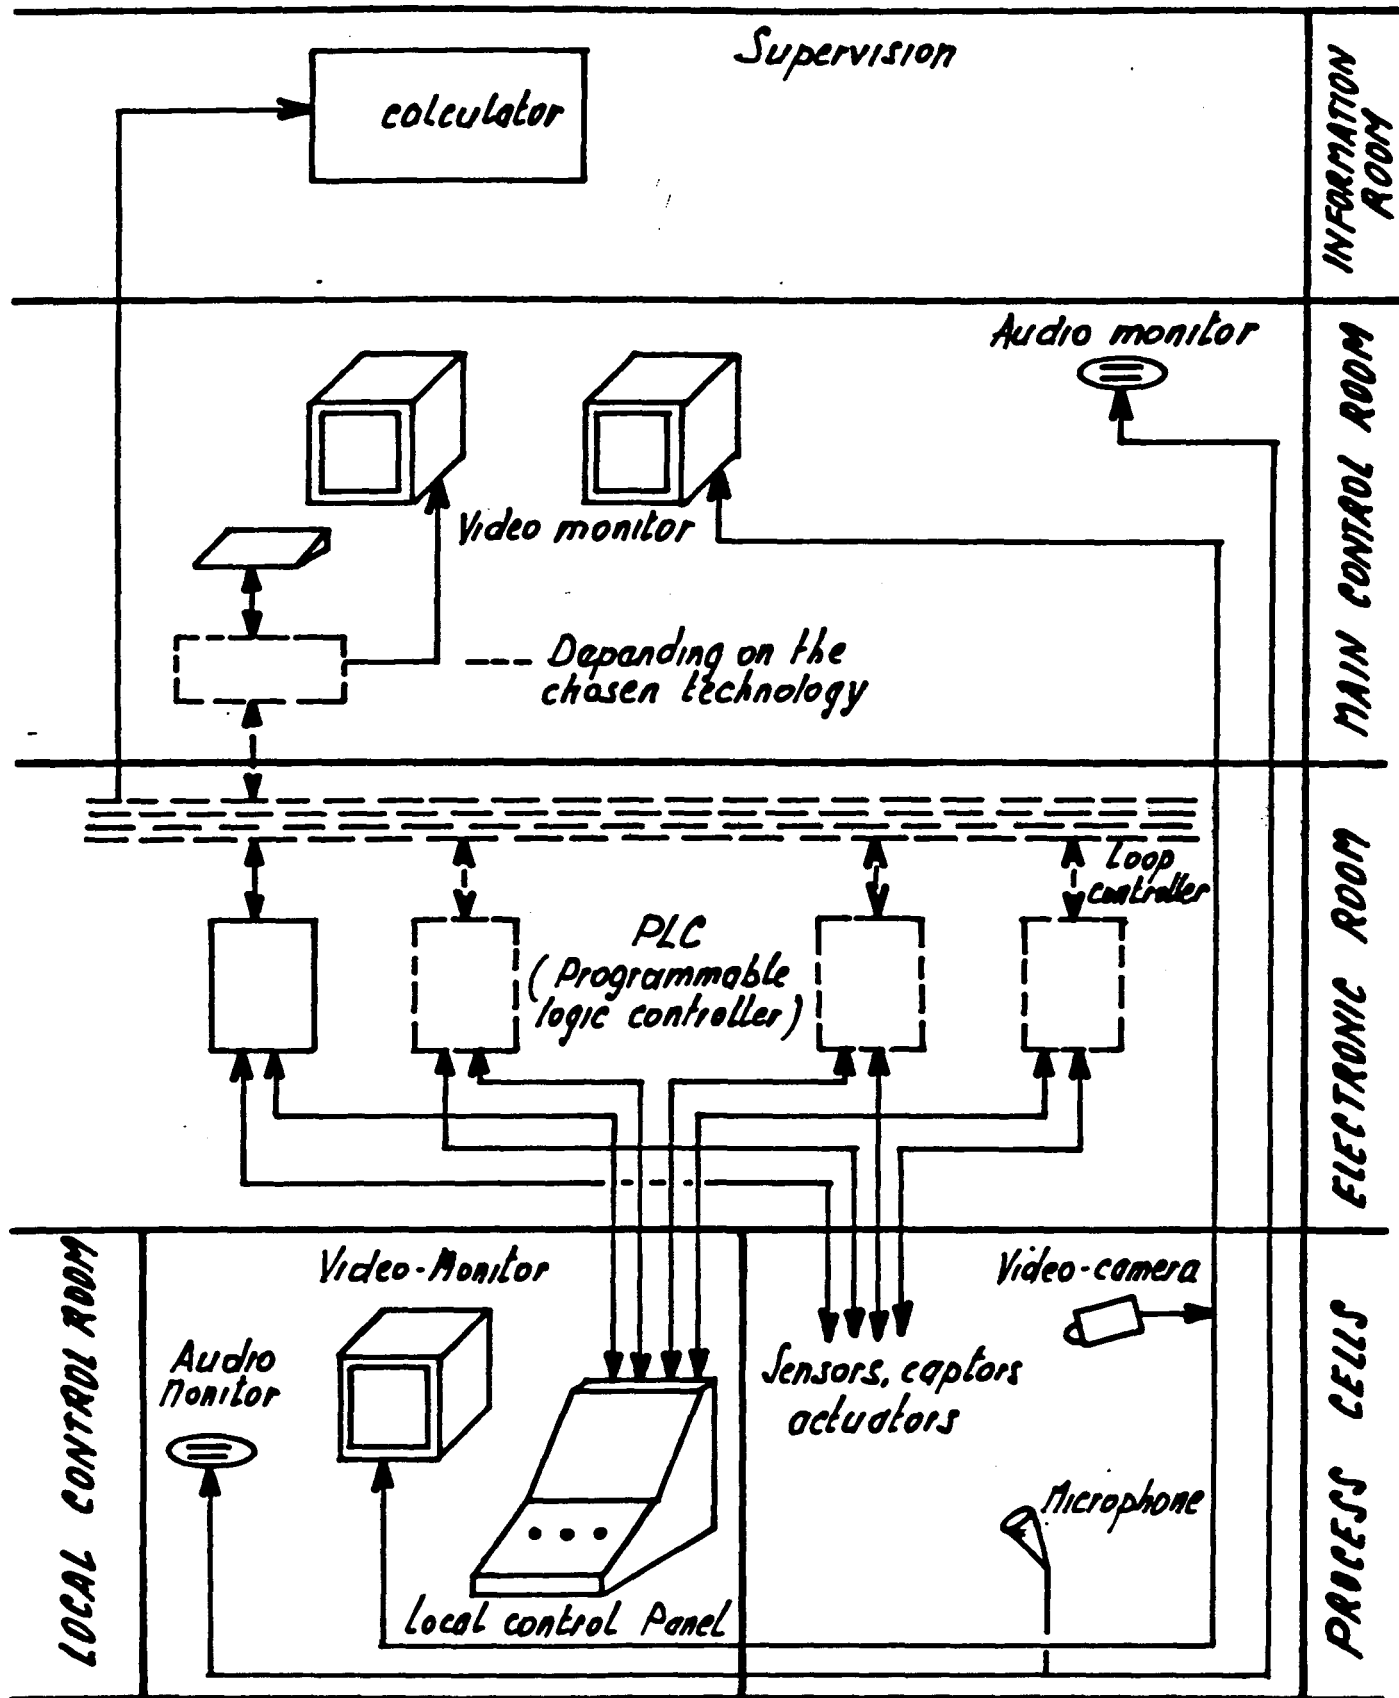 Supervision
calculator
INFORMATION
ROOM
Audio monitor
Video monitor
Depanding on the
chosen technology
MAIN CONTROL ROOM
Loop
controller
PLC
(Programmable
logic controller)
ELECTRONIC ROOM
LOCAL CONTROL ROOM
Video-Monitor
Audio
Monitor
Local control Panel
Sensors, captors
actuators
Video-camera
Microphone
PROCESS CELLS